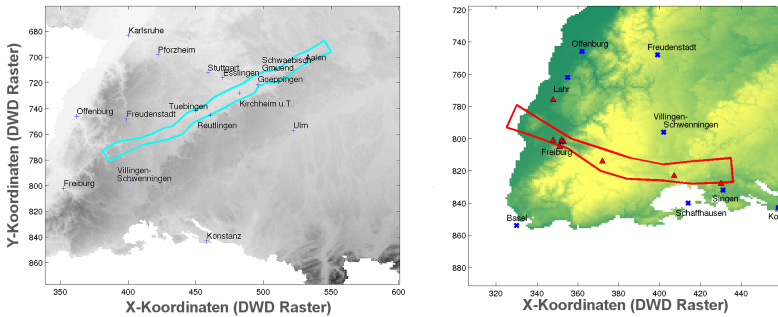 Karlsruhe
Pforzheim
Stuttgart
Esslingen
Schwaebisch
Gmuend
Aalen
Goeppingen
Kirchheim u.T.
Tuebingen
Reutlingen
Ulm
Offenburg
Freudenstadt
Villingen-
Schwenningen
Freiburg
Konstanz
680
700
720
740
760
780
800
820
840
860
350
400
450
500
550
600
Y-Koordinaten (DWD Raster)
X-Koordinaten (DWD Raster)
720
740
760
780
800
820
840
860
880
Offenburg
Freudenstadt
Lahr
Villingen-
Schwenningen
Freiburg
Singen
Schaffhausen
Basel
Ko
320
340
360
380
400
420
440
X-Koordinaten (DWD Raster)